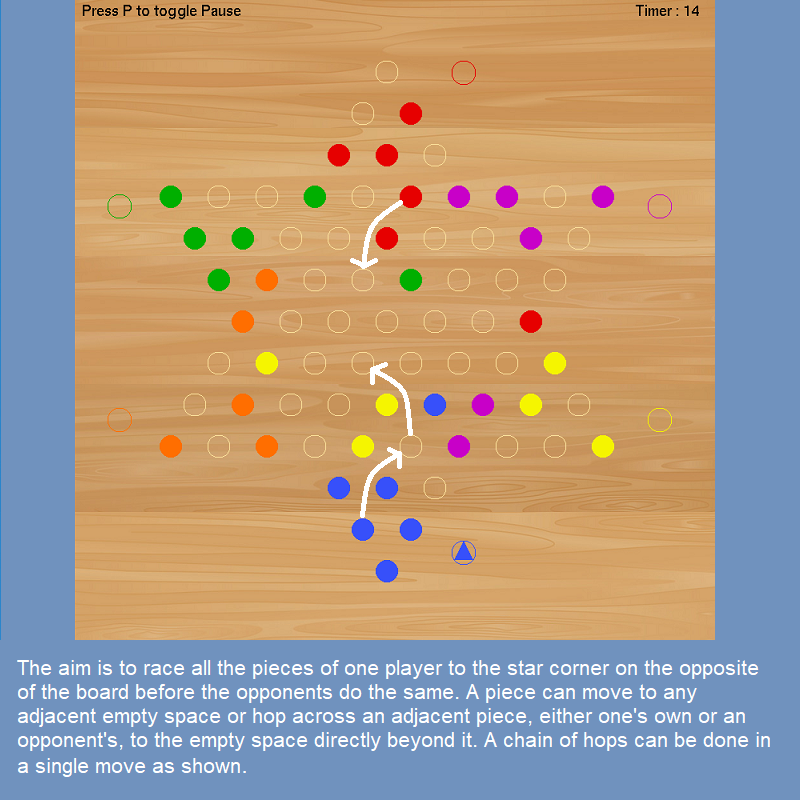 Press P to toggle Pause
Timer : 14
The aim is to race all the pieces of one player to the star corner on the opposite
of the board before the opponents do the same. A piece can move to any
adjacent empty space or hop across an adjacent piece, either one's own or an
opponent's, to the empty space directly beyond it. A chain of hops can be done in
a single move as shown.